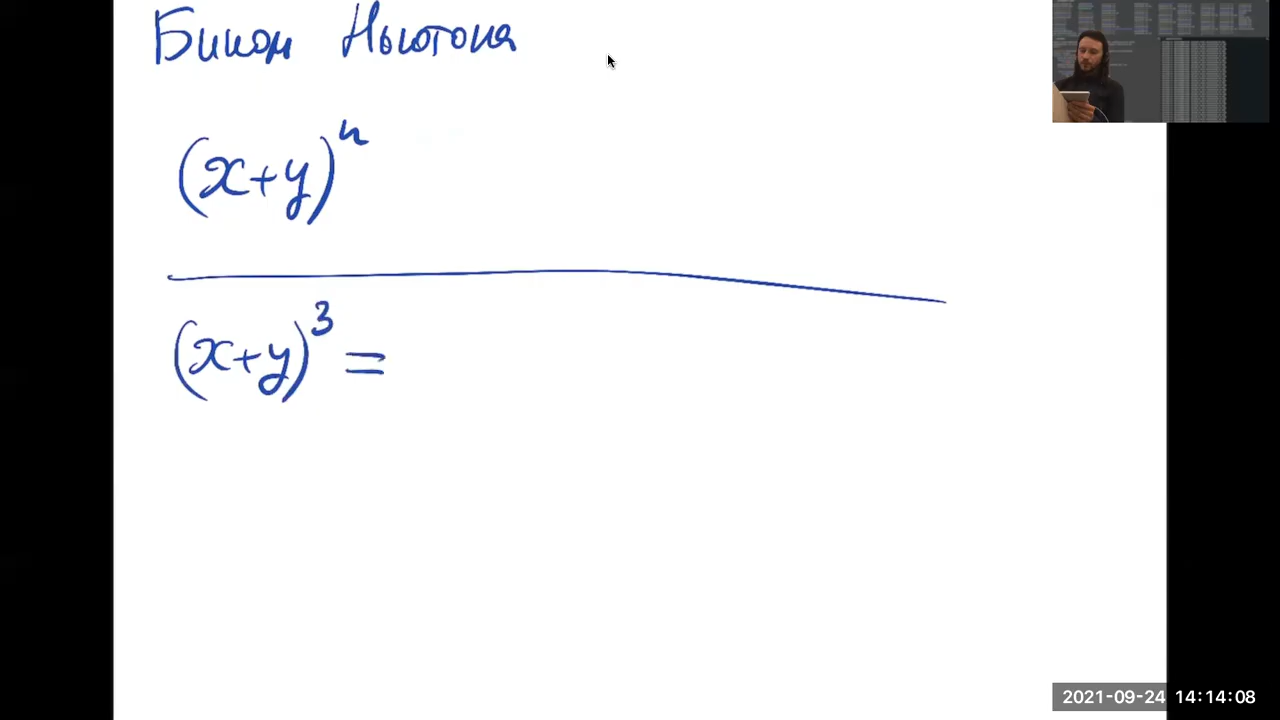 Бином Ньютона
(x+y)^n
(x+y)^3 =
2021-09-24 14:14:08